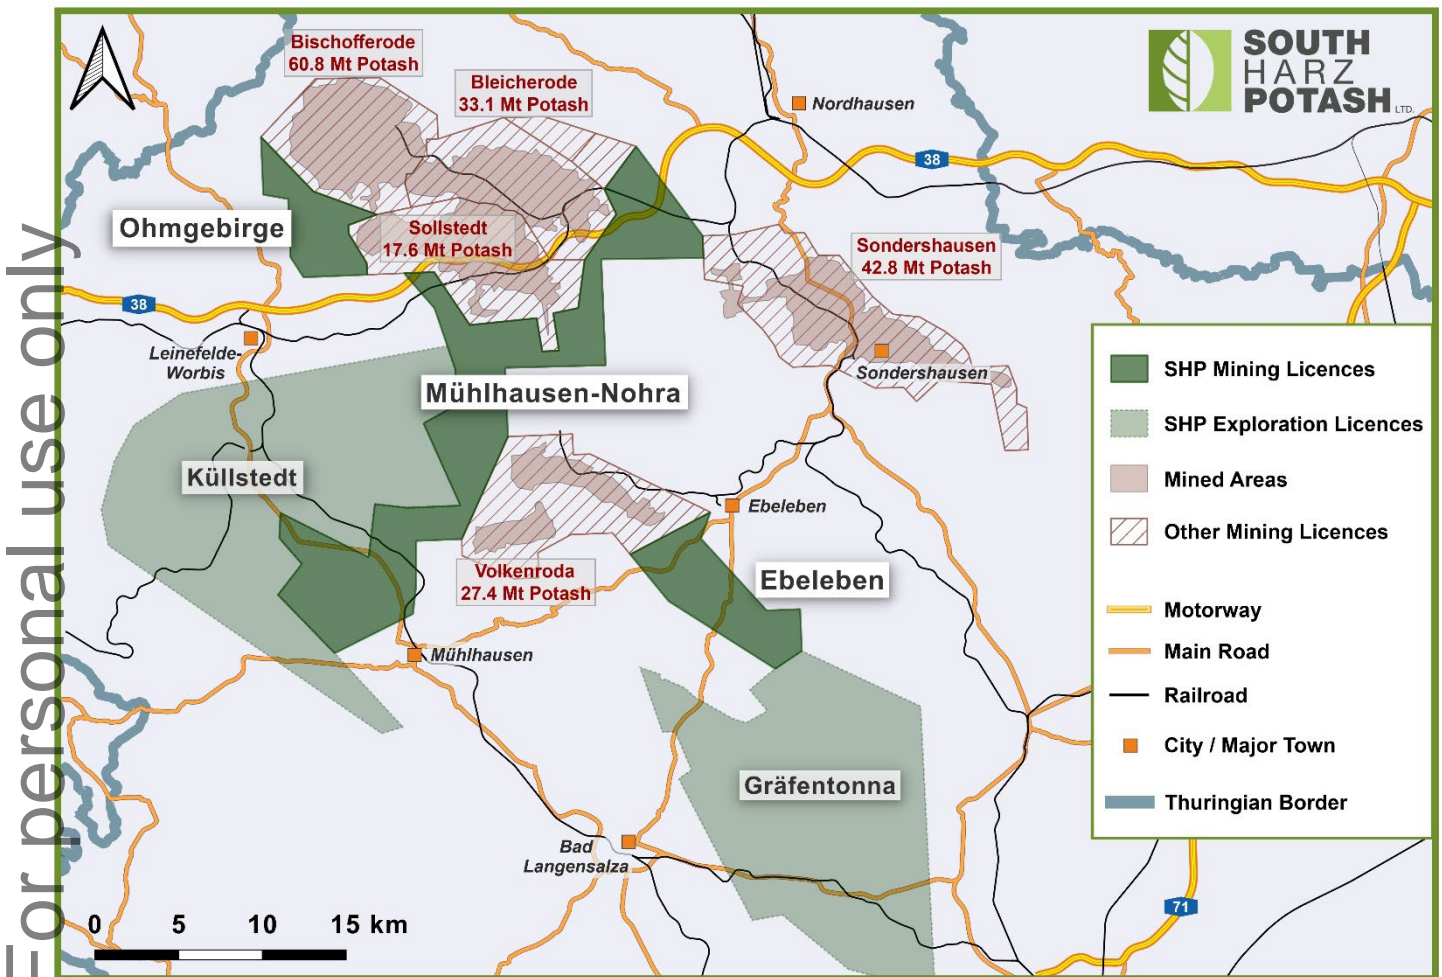 For personal use only
Bischofferode
60.8 Mt Potash
Bleicherode
33.1 Mt Potash
Nordhausen
SOUTH
HARZ
POTASH LTD.
38
Ohmgebirge
Sollstedt
17.6 Mt Potash
Sondershausen
42.8 Mt Potash
38
Leinefelde-
Worbis
Sondershausen
Mühlhausen-Nohra
Küllstedt
Ebeleben
Volkenroda
27.4 Mt Potash
Ebeleben
Mühlhausen
Gräfentonna
Bad
Langensalza
71
0 5 10 15 km
SHP Mining Licences
SHP Exploration Licences
Mined Areas
Other Mining Licences
Motorway
Main Road
Railroad
City / Major Town
Thuringian Border